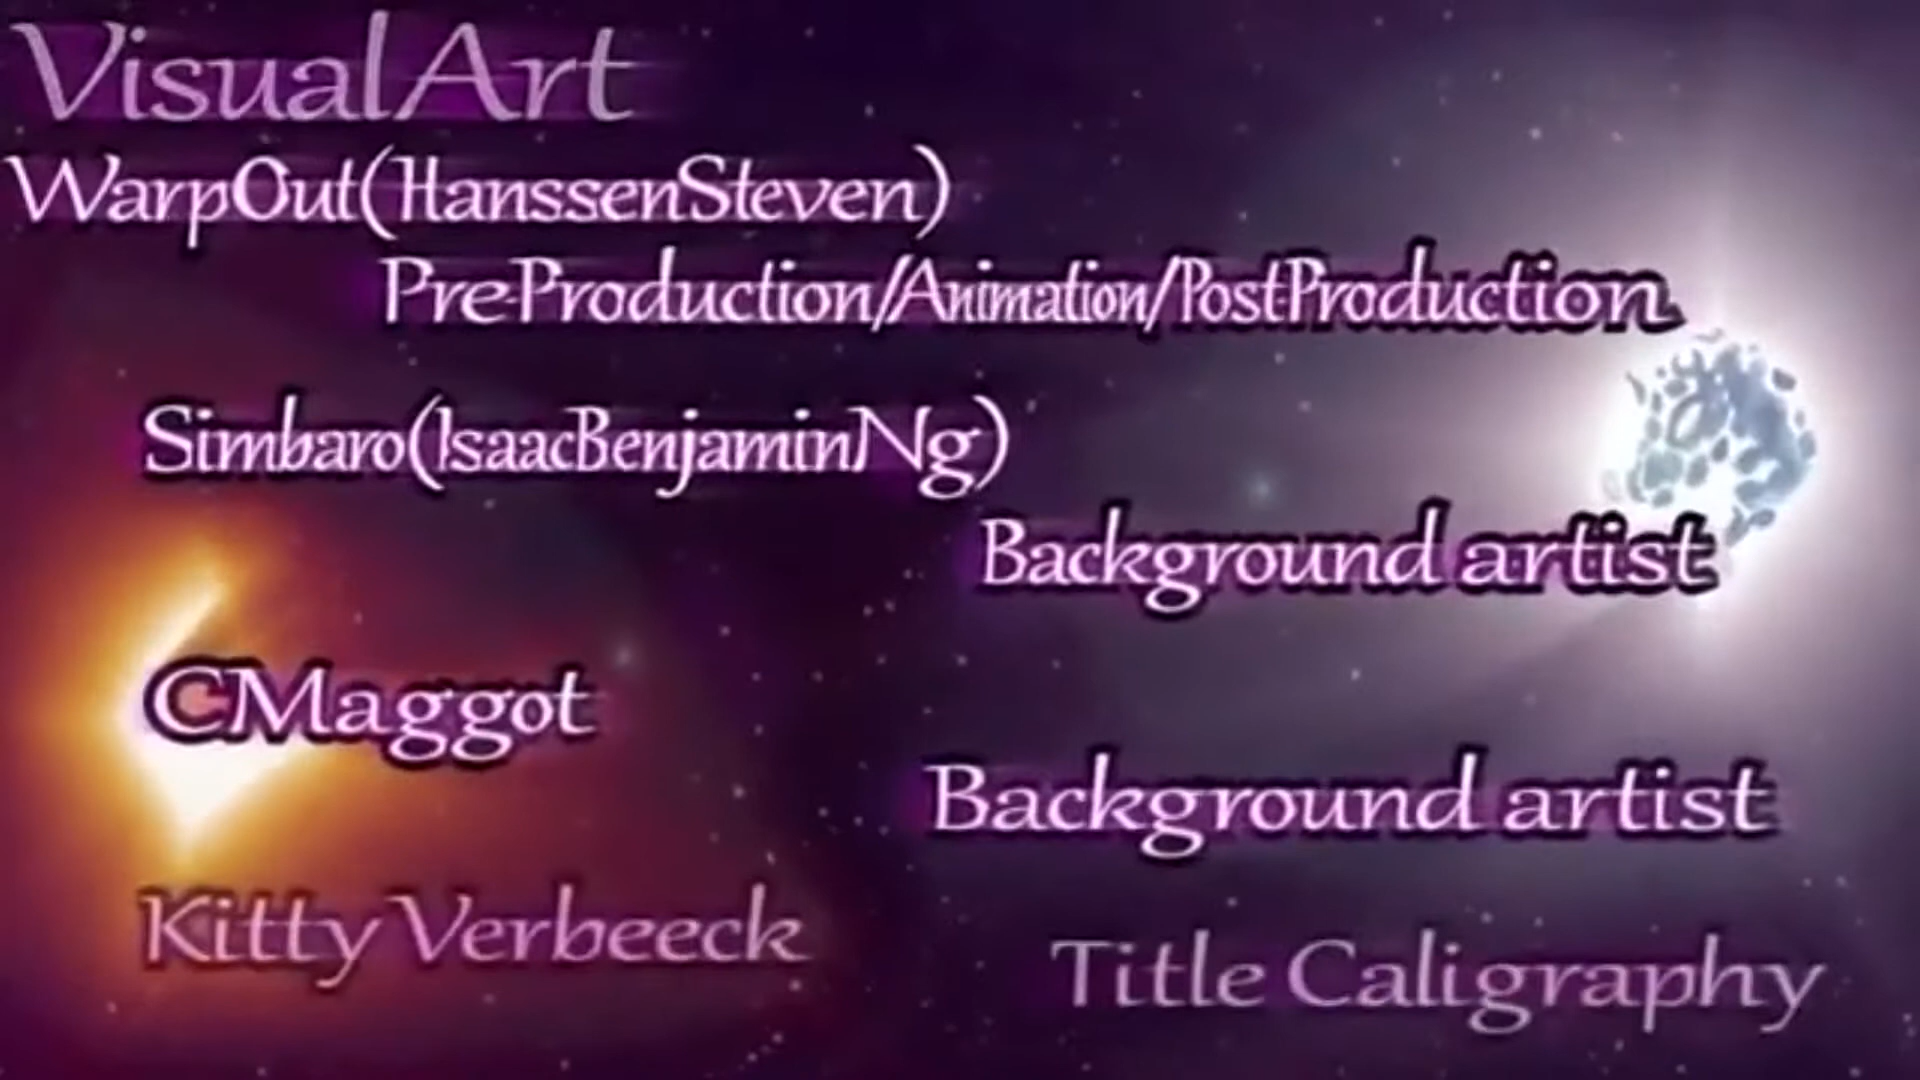 VisualArt
WarpOut(HanssenSteven)
Pre-Production/Animation/PostProduction
Simbaro(IsaacBenjaminNg)
Background artist
CMaggot
Background artist
Kitty Verbeeck
Title Caligraphy